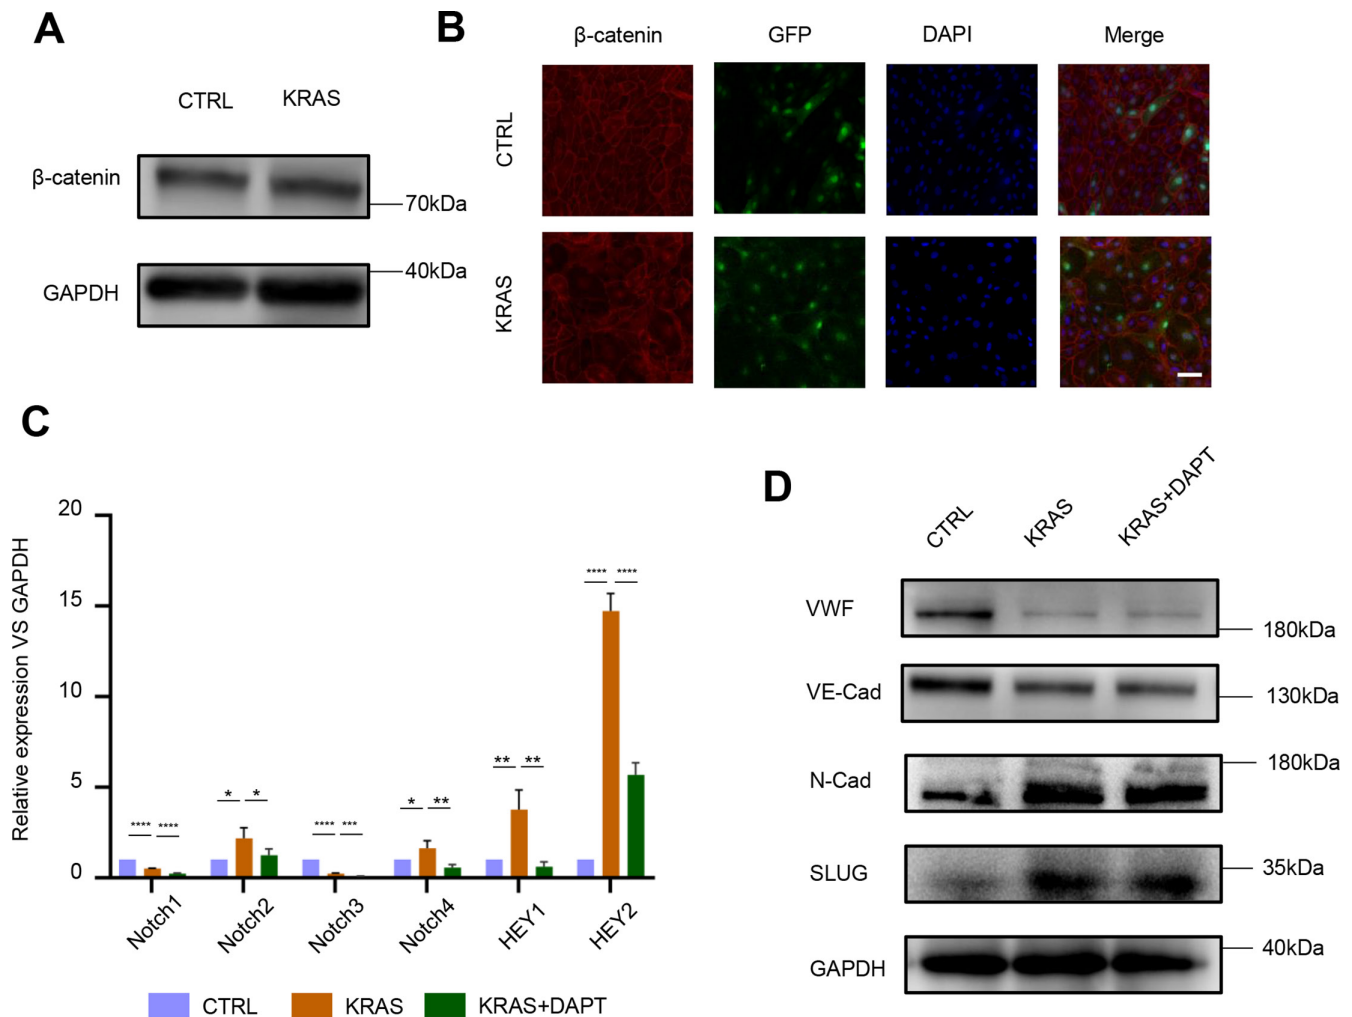 A
CTRL KRAS
β-catenin
70kDa
GAPDH
40kDa
B
β-catenin GFP DAPI Merge
CTRL
KRAS
C
Relative expression VS GAPDH
20
15
10
5
0
**** **** * * **** *** * ** ** ** **** ****
Notch1 Notch2 Notch3 Notch4 HEY1 HEY2
CTRL KRAS KRAS+DAPT
D
CTRL KRAS KRAS+DAPT
VWF
180kDa
VE-Cad
130kDa
N-Cad
180kDa
SLUG
35kDa
GAPDH
40kDa